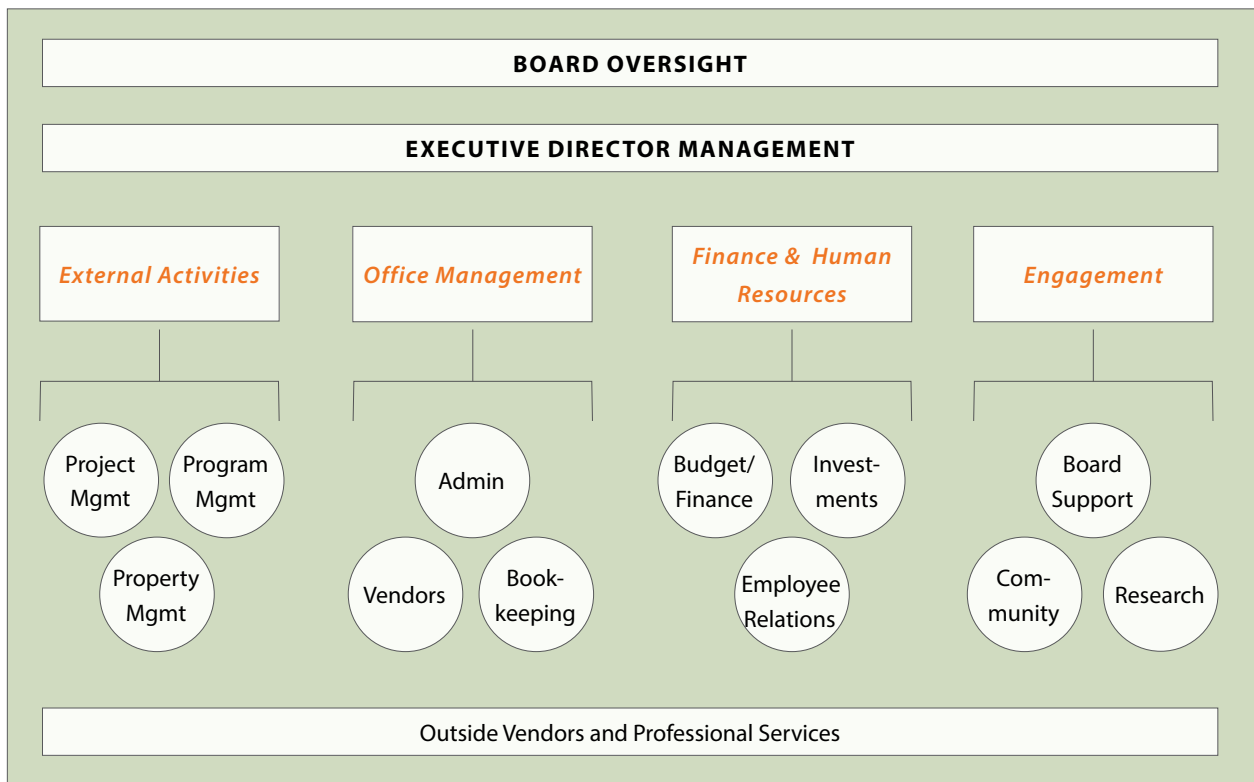 BOARD OVERSIGHT
EXECUTIVE DIRECTOR MANAGEMENT
External Activities
Office Management
Finance & Human
Resources
Engagement
Project
Mgmt
Program
Mgmt
Property
Mgmt
Admin
Vendors
Book-
keeping
Budget/
Finance
Invest-
ments
Employee
Relations
Board
Support
Com-
munity
Research
Outside Vendors and Professional Services